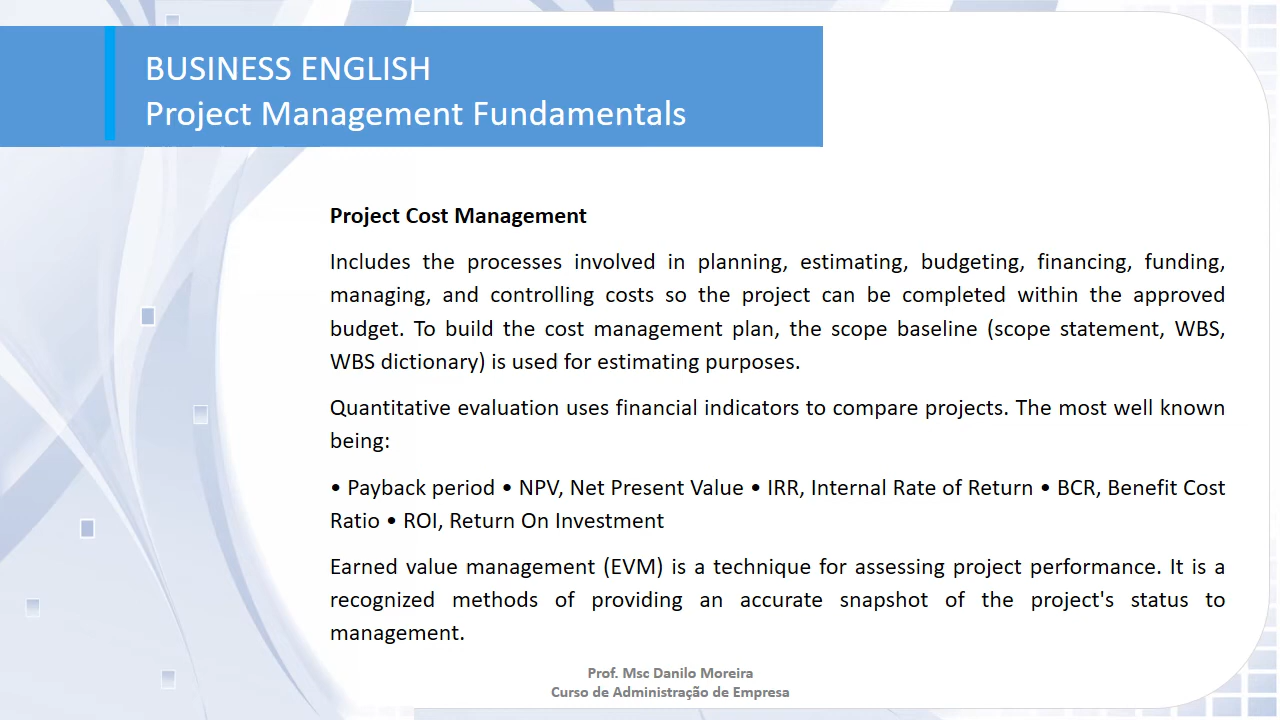 BUSINESS ENGLISH
Project Management Fundamentals
Project Cost Management
Includes the processes involved in planning, estimating, budgeting, financing, funding,
managing, and controlling costs so the project can be completed within the approved
budget. To build the cost management plan, the scope baseline (scope statement, WBS,
WBS dictionary) is used for estimating purposes.
Quantitative evaluation uses financial indicators to compare projects. The most well known
being:
• Payback period • NPV, Net Present Value • IRR, Internal Rate of Return • BCR, Benefit Cost
Ratio • ROI, Return On Investment
Earned value management (EVM) is a technique for assessing project performance. It is a
recognized methods of providing an accurate snapshot of the project's status to
management.
Prof. Msc Danilo Moreira
Curso de Administração de Empresa